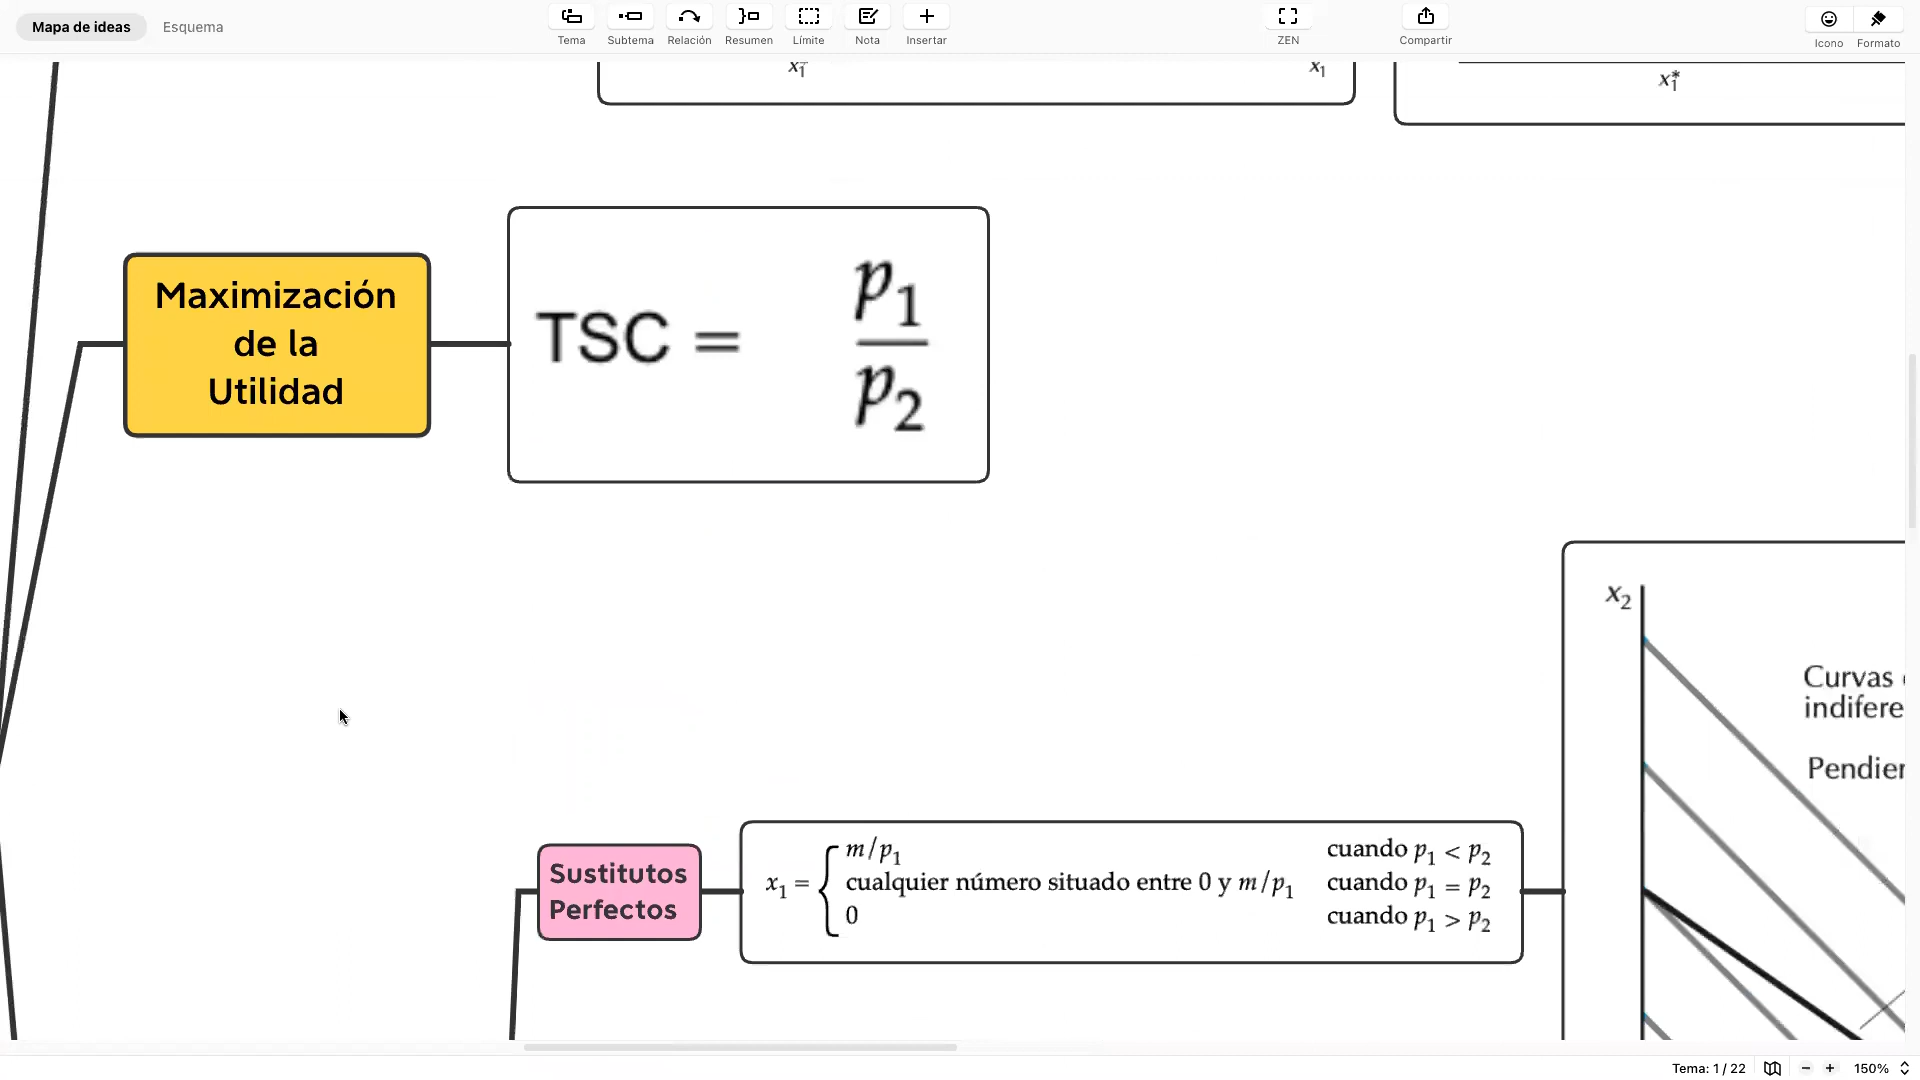 Mapa de ideas
Esquema
Tema
Subtema
Relación
Resumen
Límite
Nota
Insertar
ZEN
Compartir
Icono
Formato
x₁
x₁*
Maximización
de la
Utilidad
TSC = p₁/p₂
x₂
Curvas
indifere
Pendien
Sustitutos
Perfectos
x₁ = { m/p₁ cuando p₁ < p₂
cualquier número situado entre 0 y m/p₁ cuando p₁ = p₂
0 cuando p₁ > p₂
Tema: 1 / 22
150%